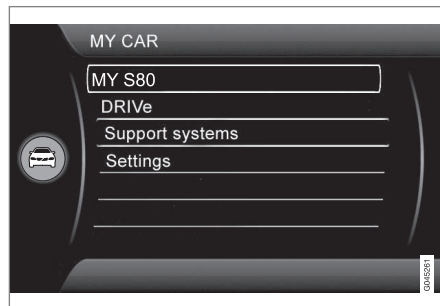 MY CAR
MY S80
DRIVe
Support systems
Settings
G045261